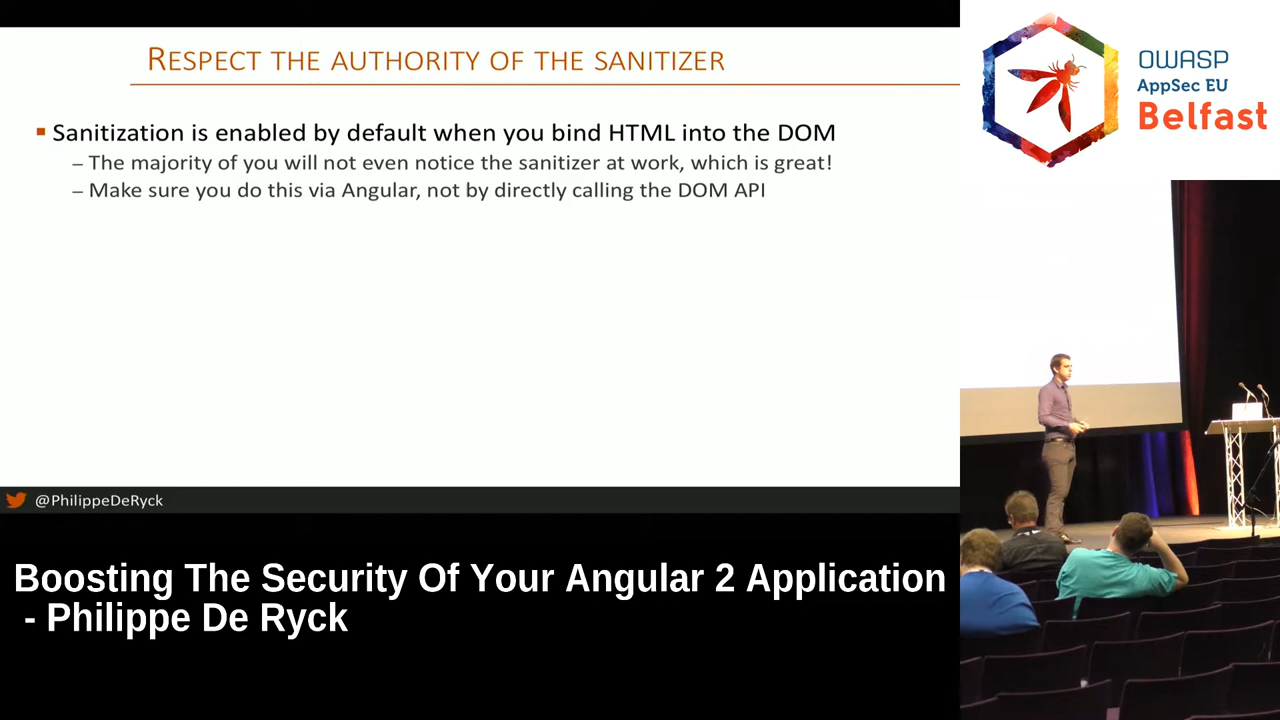 RESPECT THE AUTHORITY OF THE SANITIZER
▪ Sanitization is enabled by default when you bind HTML into the DOM
– The majority of you will not even notice the sanitizer at work, which is great!
– Make sure you do this via Angular, not by directly calling the DOM API
@PhilippeDeRyck
OWASP
AppSec EU
Belfast
Boosting The Security Of Your Angular 2 Application
- Philippe De Ryck